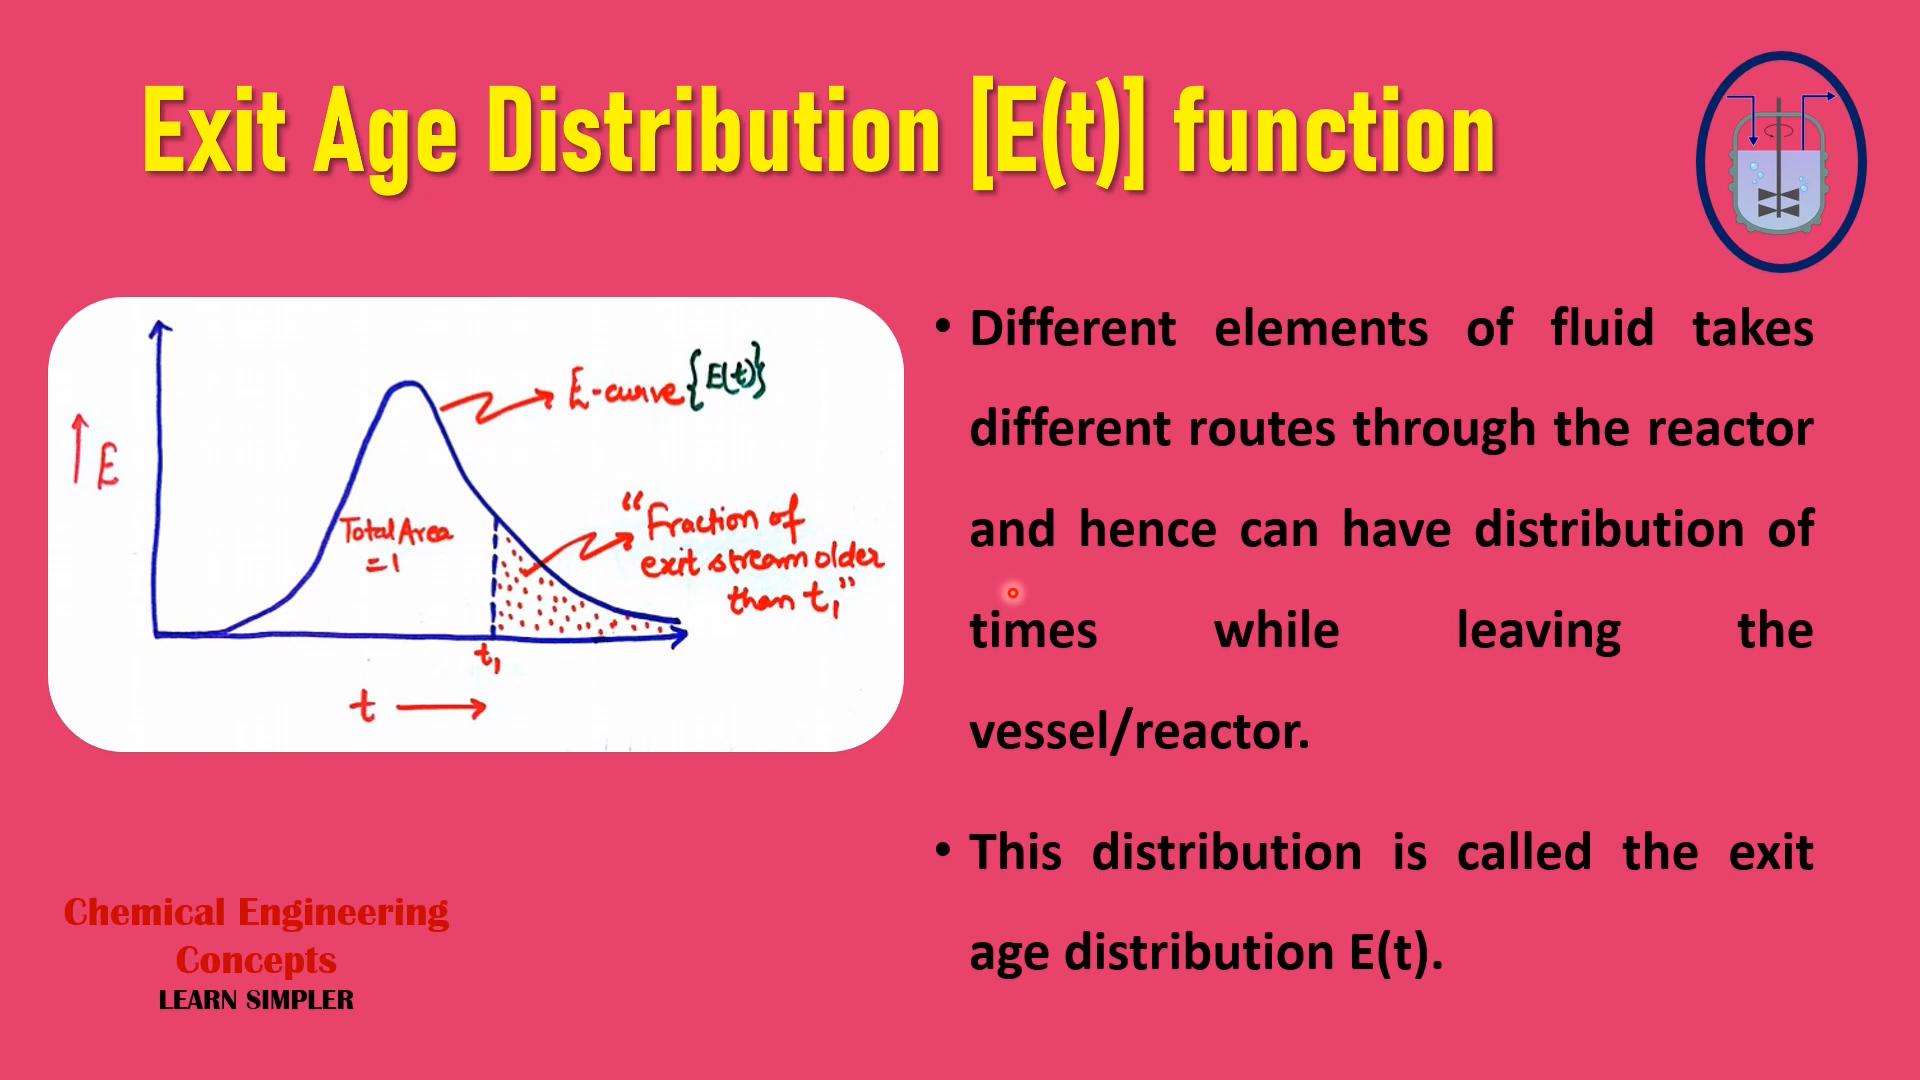 Exit Age Distribution [E(t)] function
E
E-curve {E(t)}
Total Area
=1
"Fraction of
exit stream older
than t₁"
t₁
t
• Different elements of fluid takes
different routes through the reactor
and hence can have distribution of
times while leaving the
vessel/reactor.
• This distribution is called the exit
age distribution E(t).
Chemical Engineering
Concepts
LEARN SIMPLER